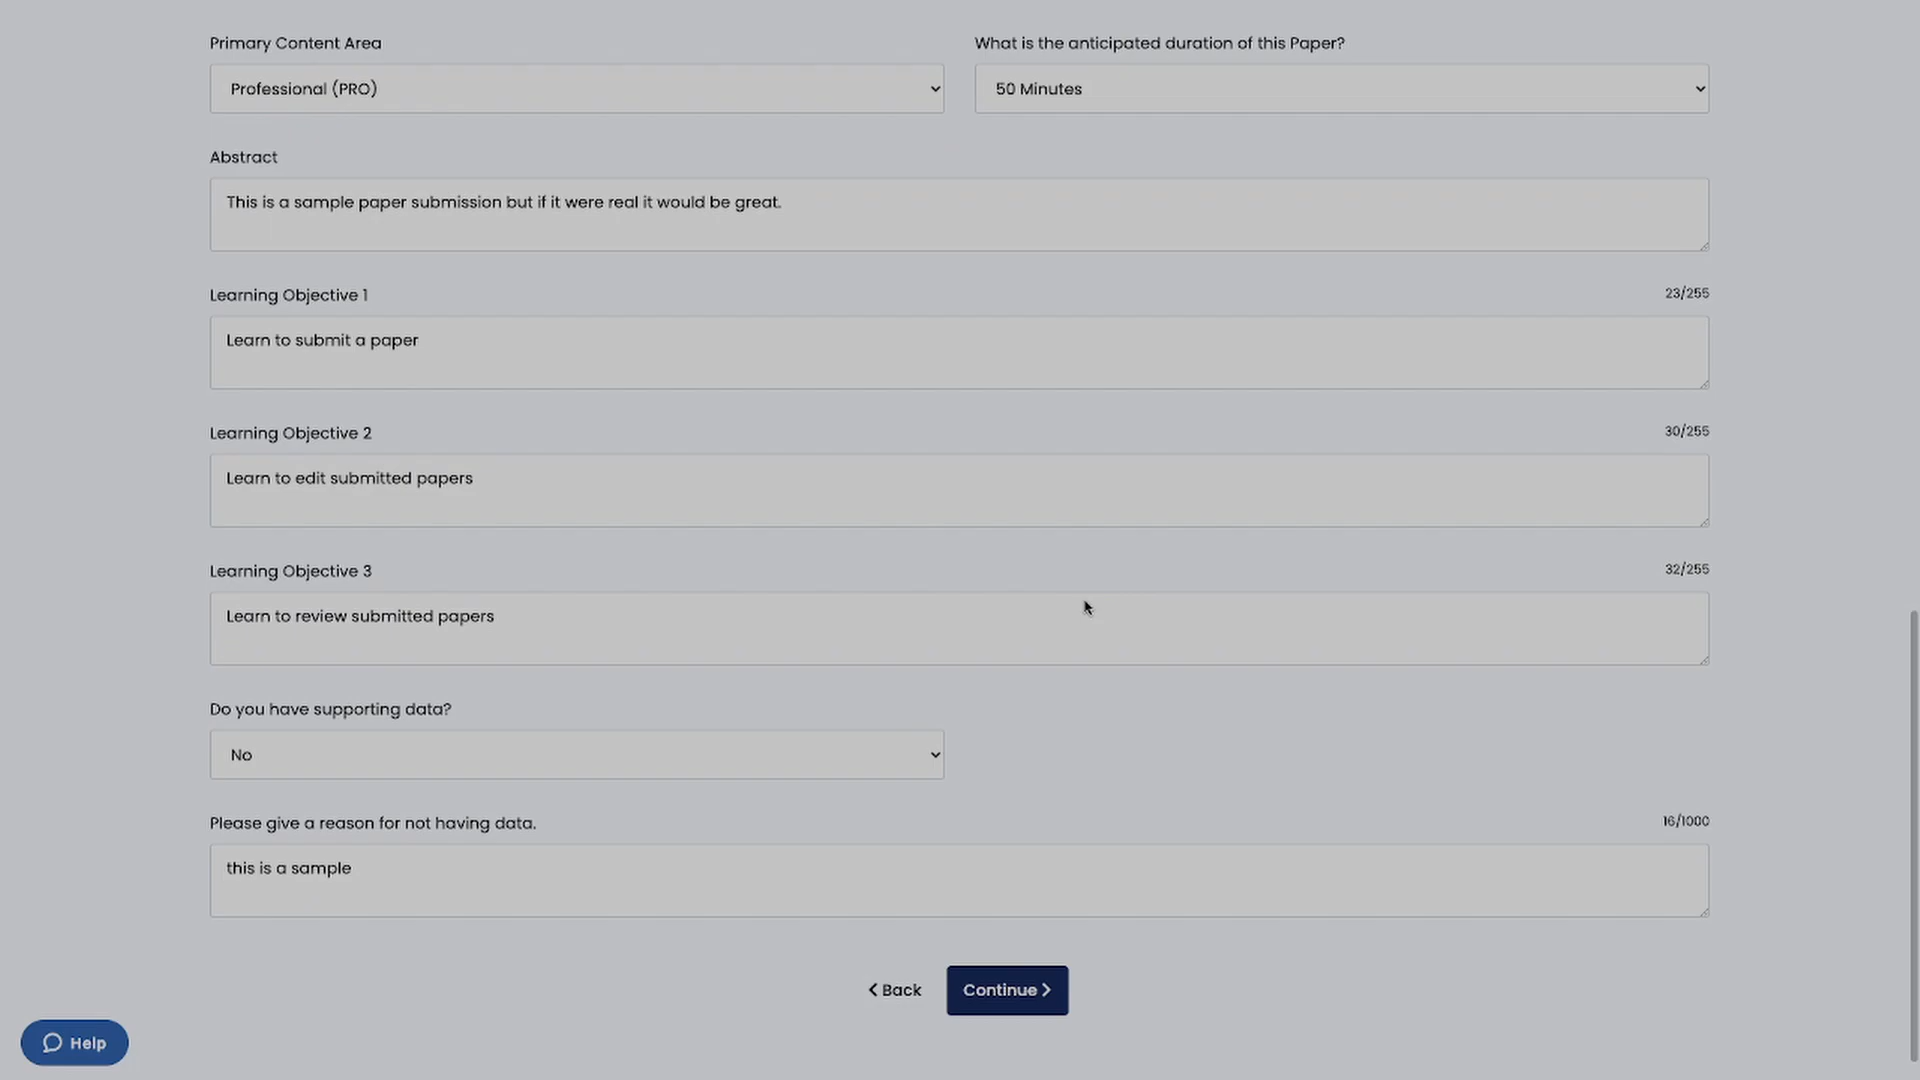 Primary Content Area
What is the anticipated duration of this Paper?
Professional (PRO)
50 Minutes
Abstract
This is a sample paper submission but if it were real it would be great.
Learning Objective 1
23/255
Learn to submit a paper
Learning Objective 2
30/255
Learn to edit submitted papers
Learning Objective 3
32/255
Learn to review submitted papers
Do you have supporting data?
No
Please give a reason for not having data.
16/1000
this is a sample
Back
Continue
Help